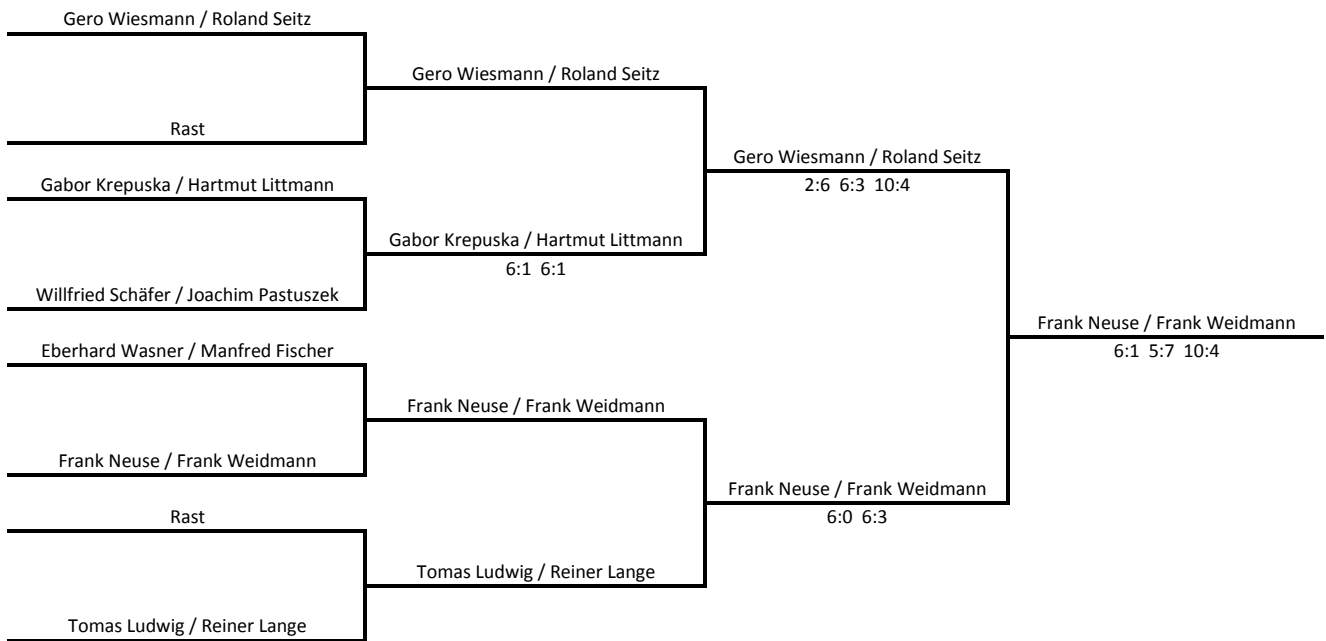 Gero Wiesmann / Roland Seitz
Gero Wiesmann / Roland Seitz
Rast
Gero Wiesmann / Roland Seitz
2:6 6:3 10:4
Gabor Krepuska / Hartmut Littmann
Gabor Krepuska / Hartmut Littmann
6:1 6:1
Willfried Schäfer / Joachim Pastuszek
Frank Neuse / Frank Weidmann
6:1 5:7 10:4
Eberhard Wasner / Manfred Fischer
Frank Neuse / Frank Weidmann
Frank Neuse / Frank Weidmann
Frank Neuse / Frank Weidmann
6:0 6:3
Rast
Tomas Ludwig / Reiner Lange
Tomas Ludwig / Reiner Lange